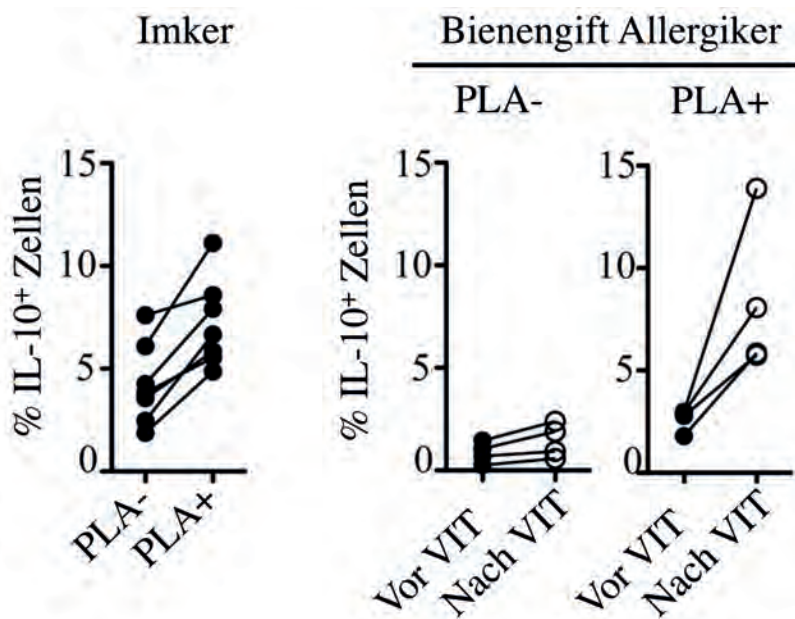 Imker
Bienengift Allergiker
PLA-
PLA+
% IL-10⁺ Zellen
15
10
5
0
PLA-
PLA+
% IL-10⁺ Zellen
15
10
5
0
Vor VIT
Nach VIT
15
10
5
0
Vor VIT
Nach VIT